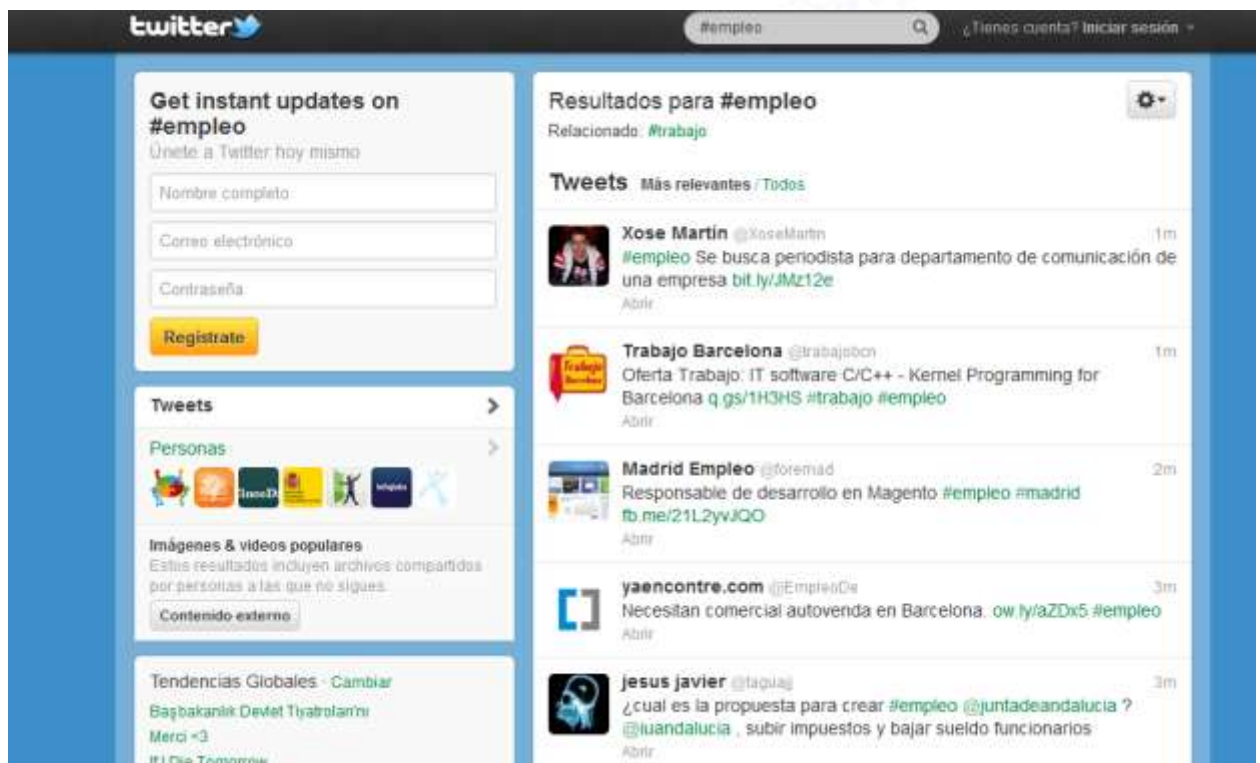 twitter
#empleo
¿Tienes cuenta? Iniciar sesión
Get instant updates on
#empleo
Únete a Twitter hoy mismo
Nombre completo
Correo electrónico
Contraseña
Regístrate
Tweets
Personas
Imágenes & videos populares
Estos resultados incluyen archivos compartidos
por personas a las que no sigues.
Contenido externo
Tendencias Globales · Cambiar
Başbakanlık Devlet Tiyatroları'nı
Merci <3
If I Die Tomorrow
Resultados para #empleo
Relacionado: #trabajo
Tweets Más relevantes / Todos
Xose Martín @XoseMartin 1m
#empleo Se busca periodista para departamento de comunicación de
una empresa bit.ly/JMz12e
Abrir
Trabajo Barcelona @trabajobcn 1m
Trabajo
Barcelona
Oferta Trabajo: IT software C/C++ - Kernel Programming for
Barcelona q.gs/1H3HS #trabajo #empleo
Abrir
Madrid Empleo @foremad 2m
Responsable de desarrollo en Magento #empleo #madrid
fb.me/21L2yvJQO
Abrir
yaencontre.com @EmpleoDe 3m
Necesitan comercial autovenda en Barcelona. ow.ly/aZDx5 #empleo
Abrir
jesus javier @taguajj 3m
¿cual es la propuesta para crear #empleo @juntadeandalucia ?
@iuandalucia , subir impuestos y bajar sueldo funcionarios
Abrir